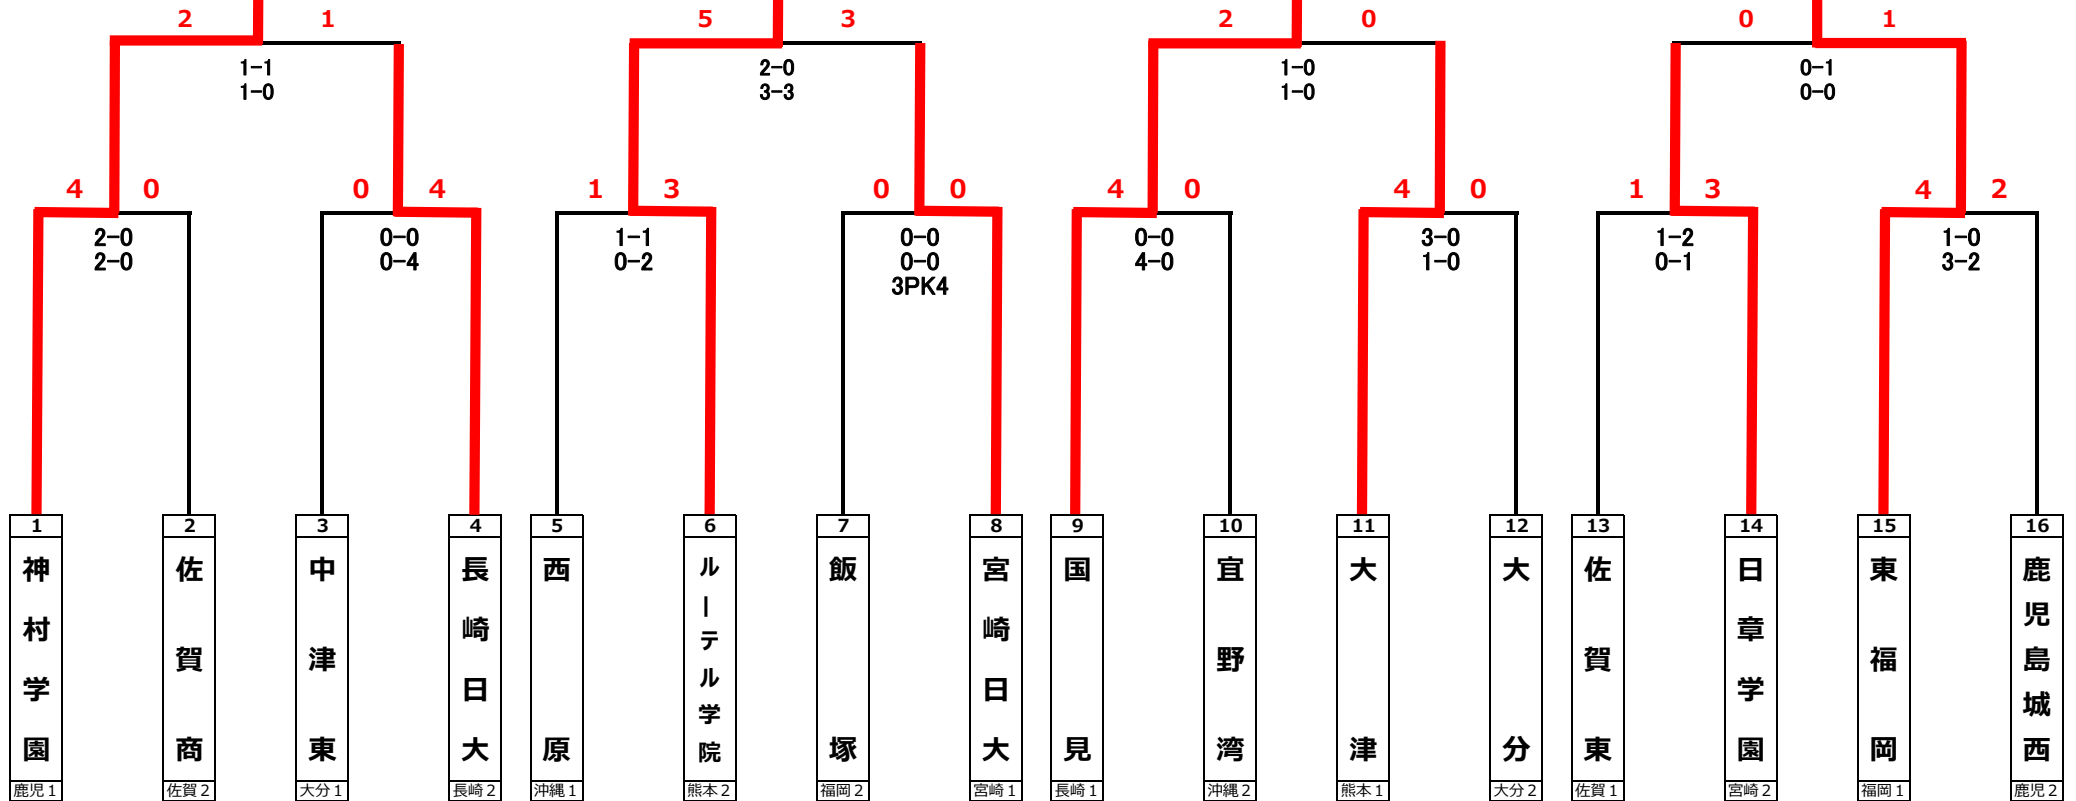 2 1 5 3 2 0 0 1
1-1 2-0 1-0 0-1
1-0 3-3 1-0 0-0
4 0 0 4 1 3 0 0 4 0 4 0 1 3 4 2
2-0 0-0 1-1 0-0 0-0 3-0 1-2 1-0
2-0 0-4 0-2 0-0 4-0 1-0 0-1 3-2
3PK4
1 2 3 4 5 6 7 8 9 10 11 12 13 14 15 16
神村学園
佐賀商
中津東
長崎日大
西原
ルーテル学院
飯塚
宮崎日大
国見
宜野湾
大津
大分
佐賀東
日章学園
東福岡
鹿児島城西
鹿児1 佐賀2 大分1 長崎2 沖縄1 熊本2 福岡2 宮崎1 長崎1 沖縄2 熊本1 大分2 佐賀1 宮崎2 福岡1 鹿児2